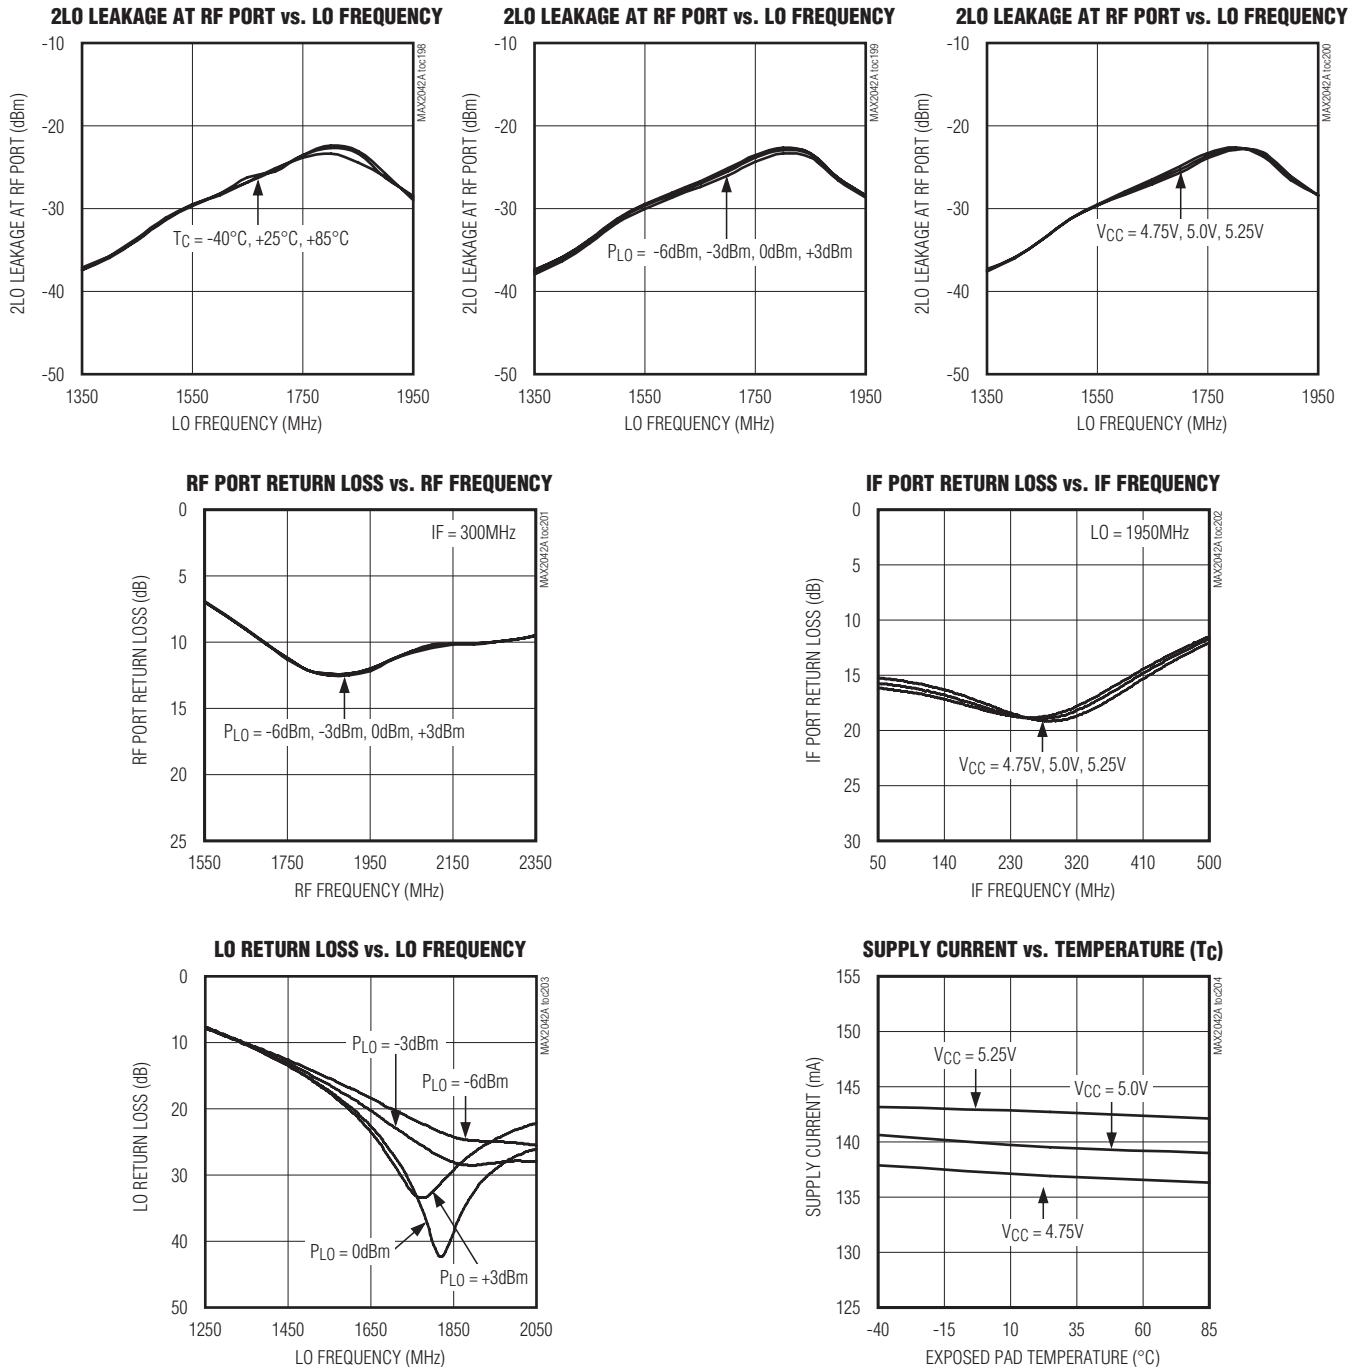 2LO LEAKAGE AT RF PORT vs. LO FREQUENCY
MAX2042A toc198
2LO LEAKAGE AT RF PORT (dBm)
-10
-20
-30
-40
-50
TC = -40°C, +25°C, +85°C
1350 1550 1750 1950
LO FREQUENCY (MHz)
2LO LEAKAGE AT RF PORT vs. LO FREQUENCY
MAX2042A toc199
2LO LEAKAGE AT RF PORT (dBm)
-10
-20
-30
-40
-50
PLO = -6dBm, -3dBm, 0dBm, +3dBm
1350 1550 1750 1950
LO FREQUENCY (MHz)
2LO LEAKAGE AT RF PORT vs. LO FREQUENCY
MAX2042A toc200
2LO LEAKAGE AT RF PORT (dBm)
-10
-20
-30
-40
-50
VCC = 4.75V, 5.0V, 5.25V
1350 1550 1750 1950
LO FREQUENCY (MHz)
RF PORT RETURN LOSS vs. RF FREQUENCY
MAX2042A toc201
RF PORT RETURN LOSS (dB)
0
5
10
15
20
25
IF = 300MHz
PLO = -6dBm, -3dBm, 0dBm, +3dBm
1550 1750 1950 2150 2350
RF FREQUENCY (MHz)
IF PORT RETURN LOSS vs. IF FREQUENCY
MAX2042A toc202
IF PORT RETURN LOSS (dB)
0
5
10
15
20
25
30
LO = 1950MHz
VCC = 4.75V, 5.0V, 5.25V
50 140 230 320 410 500
IF FREQUENCY (MHz)
LO RETURN LOSS vs. LO FREQUENCY
MAX2042A toc203
LO RETURN LOSS (dB)
0
10
20
30
40
50
PLO = -3dBm
PLO = -6dBm
PLO = 0dBm
PLO = +3dBm
1250 1450 1650 1850 2050
LO FREQUENCY (MHz)
SUPPLY CURRENT vs. TEMPERATURE (TC)
MAX2042A toc204
SUPPLY CURRENT (mA)
155
150
145
140
135
130
125
VCC = 5.25V
VCC = 5.0V
VCC = 4.75V
-40 -15 10 35 60 85
EXPOSED PAD TEMPERATURE (°C)